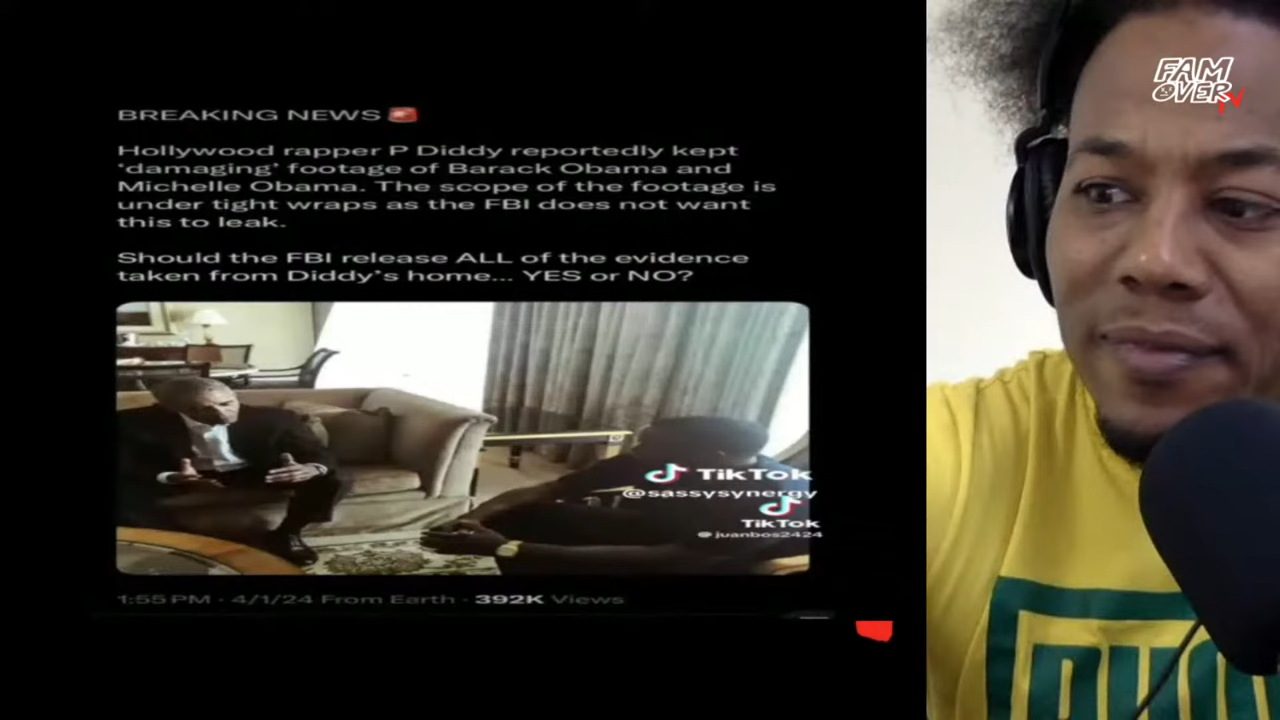 BREAKING NEWS 🚨
Hollywood rapper P Diddy reportedly kept
'damaging' footage of Barack Obama and
Michelle Obama. The scope of the footage is
under tight wraps as the FBI does not want
this to leak.
Should the FBI release ALL of the evidence
taken from Diddy's home... YES or NO?
TikTok
@sassysynergy
TikTok
@juanbos2424
1:55 PM · 4/1/24 From Earth · 392K Views
FAM
OVER
TV